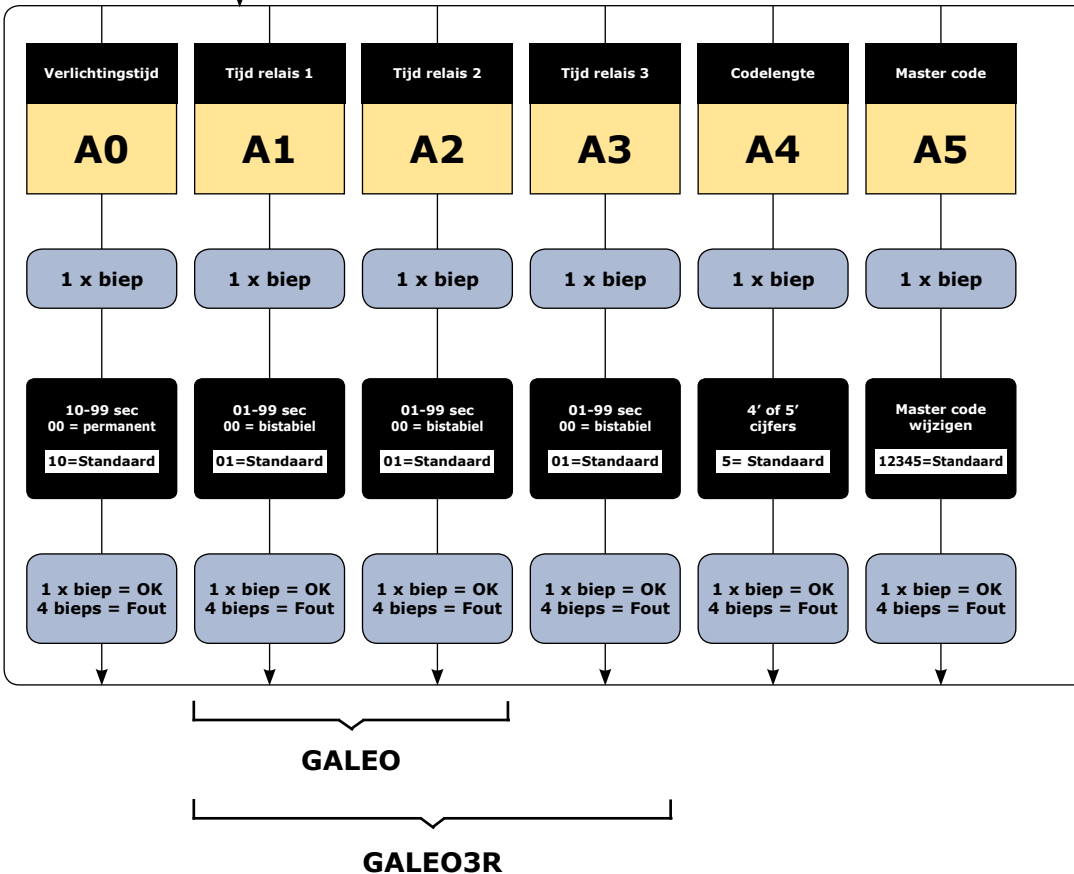 Verlichtingstijd
A0
1 x biep
10-99 sec
00 = permanent
10=Standaard
1 x biep = OK
4 bieps = Fout
Tijd relais 1
A1
1 x biep
01-99 sec
00 = bistabiel
01=Standaard
1 x biep = OK
4 bieps = Fout
Tijd relais 2
A2
1 x biep
01-99 sec
00 = bistabiel
01=Standaard
1 x biep = OK
4 bieps = Fout
Tijd relais 3
A3
1 x biep
01-99 sec
00 = bistabiel
01=Standaard
1 x biep = OK
4 bieps = Fout
Codelengte
A4
1 x biep
4’ of 5’
cijfers
5= Standaard
1 x biep = OK
4 bieps = Fout
Master code
A5
1 x biep
Master code
wijzigen
12345=Standaard
1 x biep = OK
4 bieps = Fout
GALEO
GALEO3R